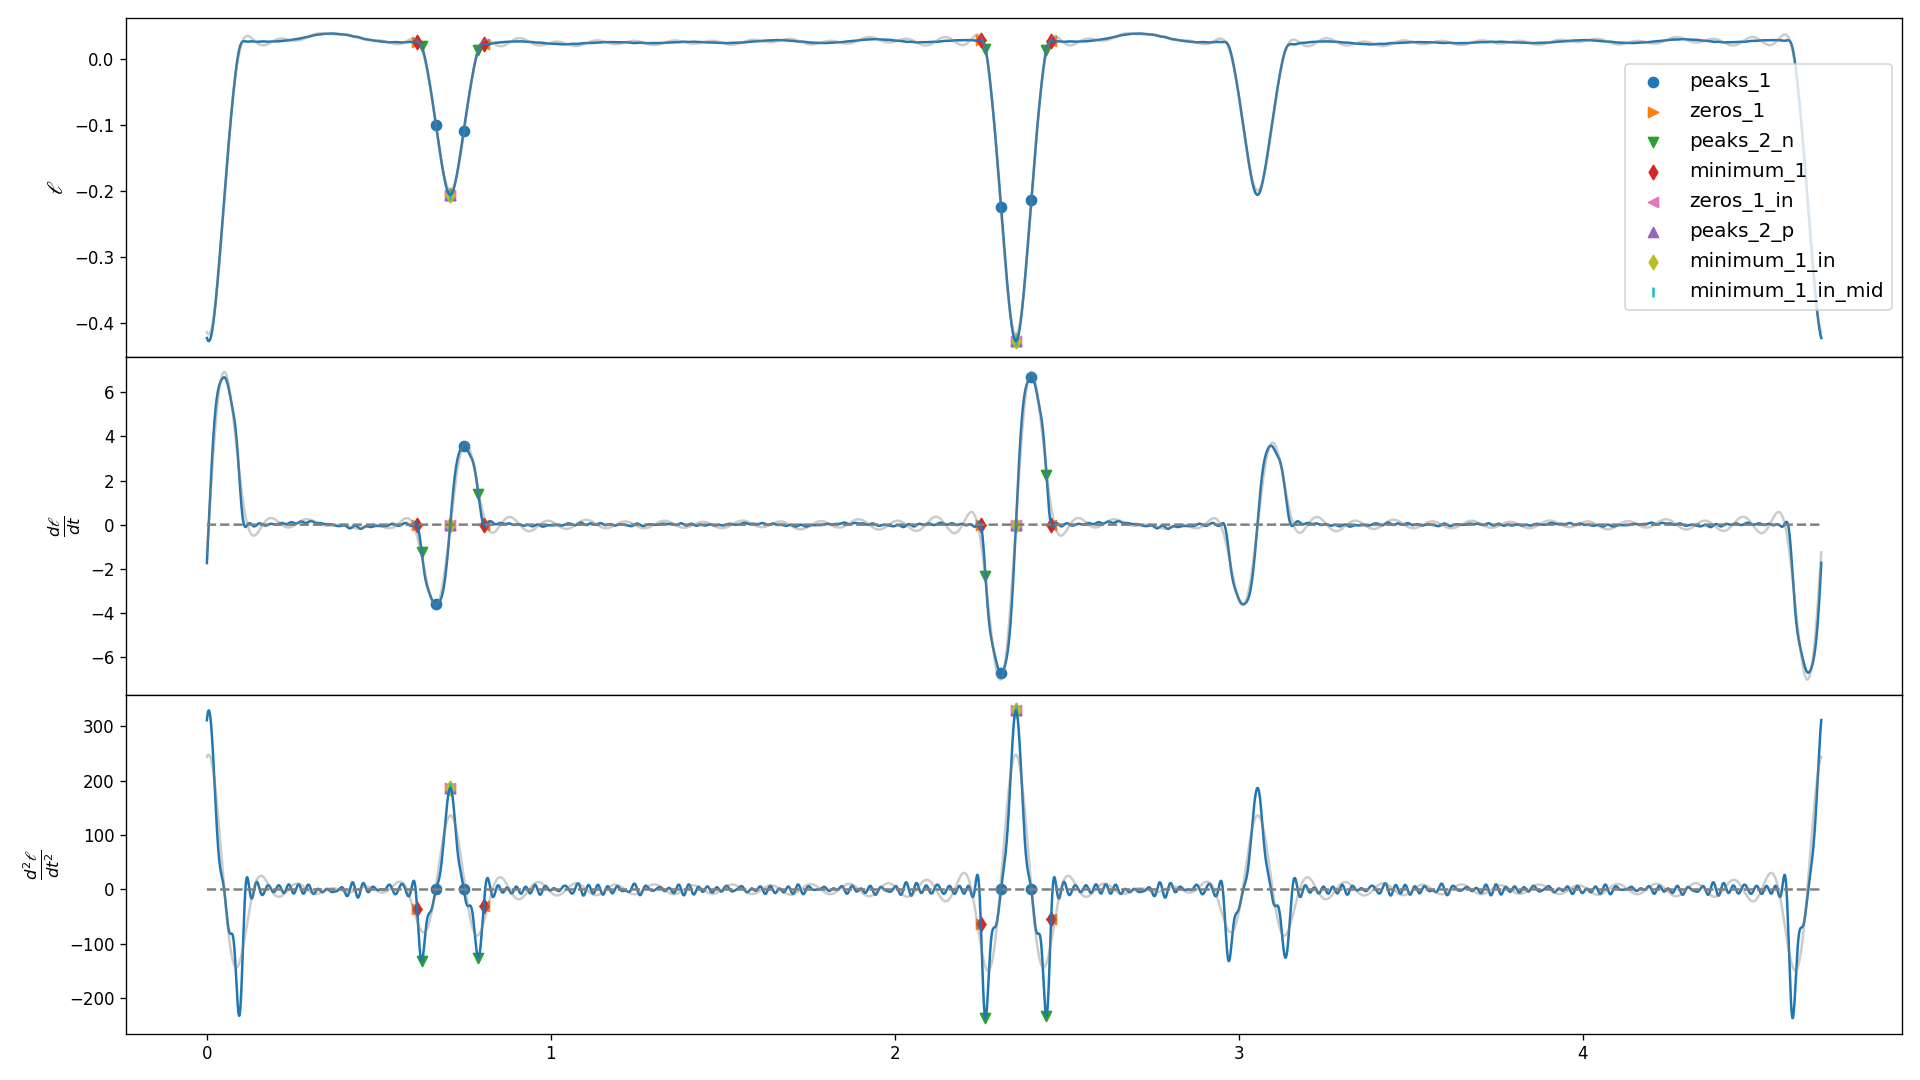 0.0
−0.1
−0.2
−0.3
−0.4
ℓ
peaks_1
zeros_1
peaks_2_n
minimum_1
zeros_1_in
peaks_2_p
minimum_1_in
minimum_1_in_mid
6
4
2
0
−2
−4
−6
dℓ
dt
300
200
100
0
−100
−200
d²ℓ
dt²
0 1 2 3 4